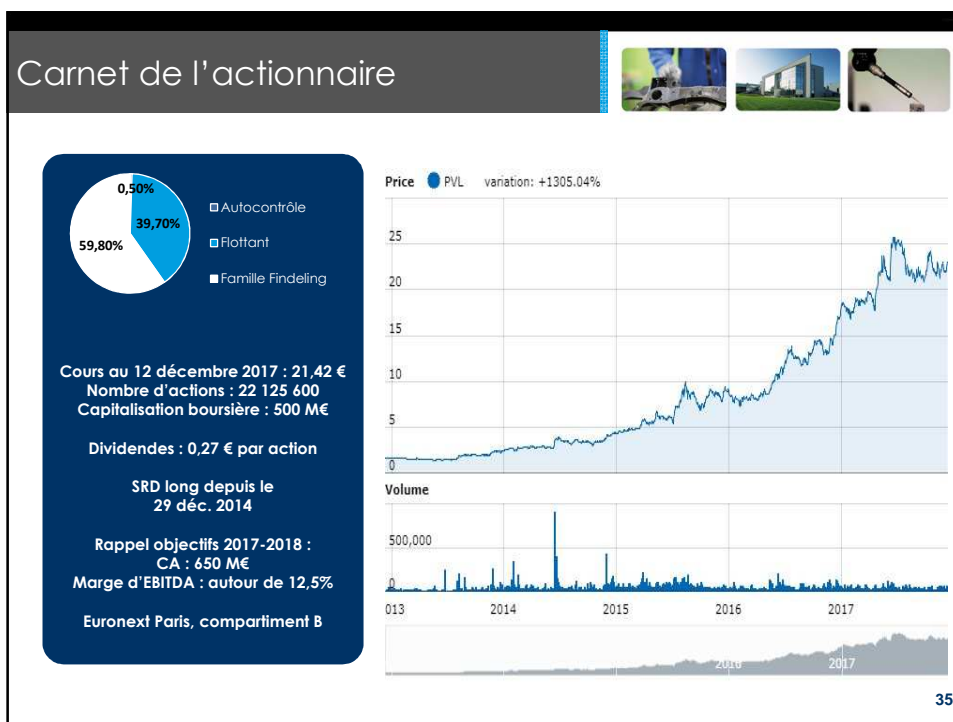 Carnet de l'actionnaire
0,50%
39,70%
59,80%
Autocontrôle
Flottant
Famille Findeling
Cours au 12 décembre 2017 : 21,42 €
Nombre d'actions : 22 125 600
Capitalisation boursière : 500 M€
Dividendes : 0,27 € par action
SRD long depuis le
29 déc. 2014
Rappel objectifs 2017-2018 :
CA : 650 M€
Marge d'EBITDA : autour de 12,5%
Euronext Paris, compartiment B
Price PVL variation: +1305.04%
25
20
15
10
5
0
Volume
500,000
0
013 2014 2015 2016 2017
2016 2017
35